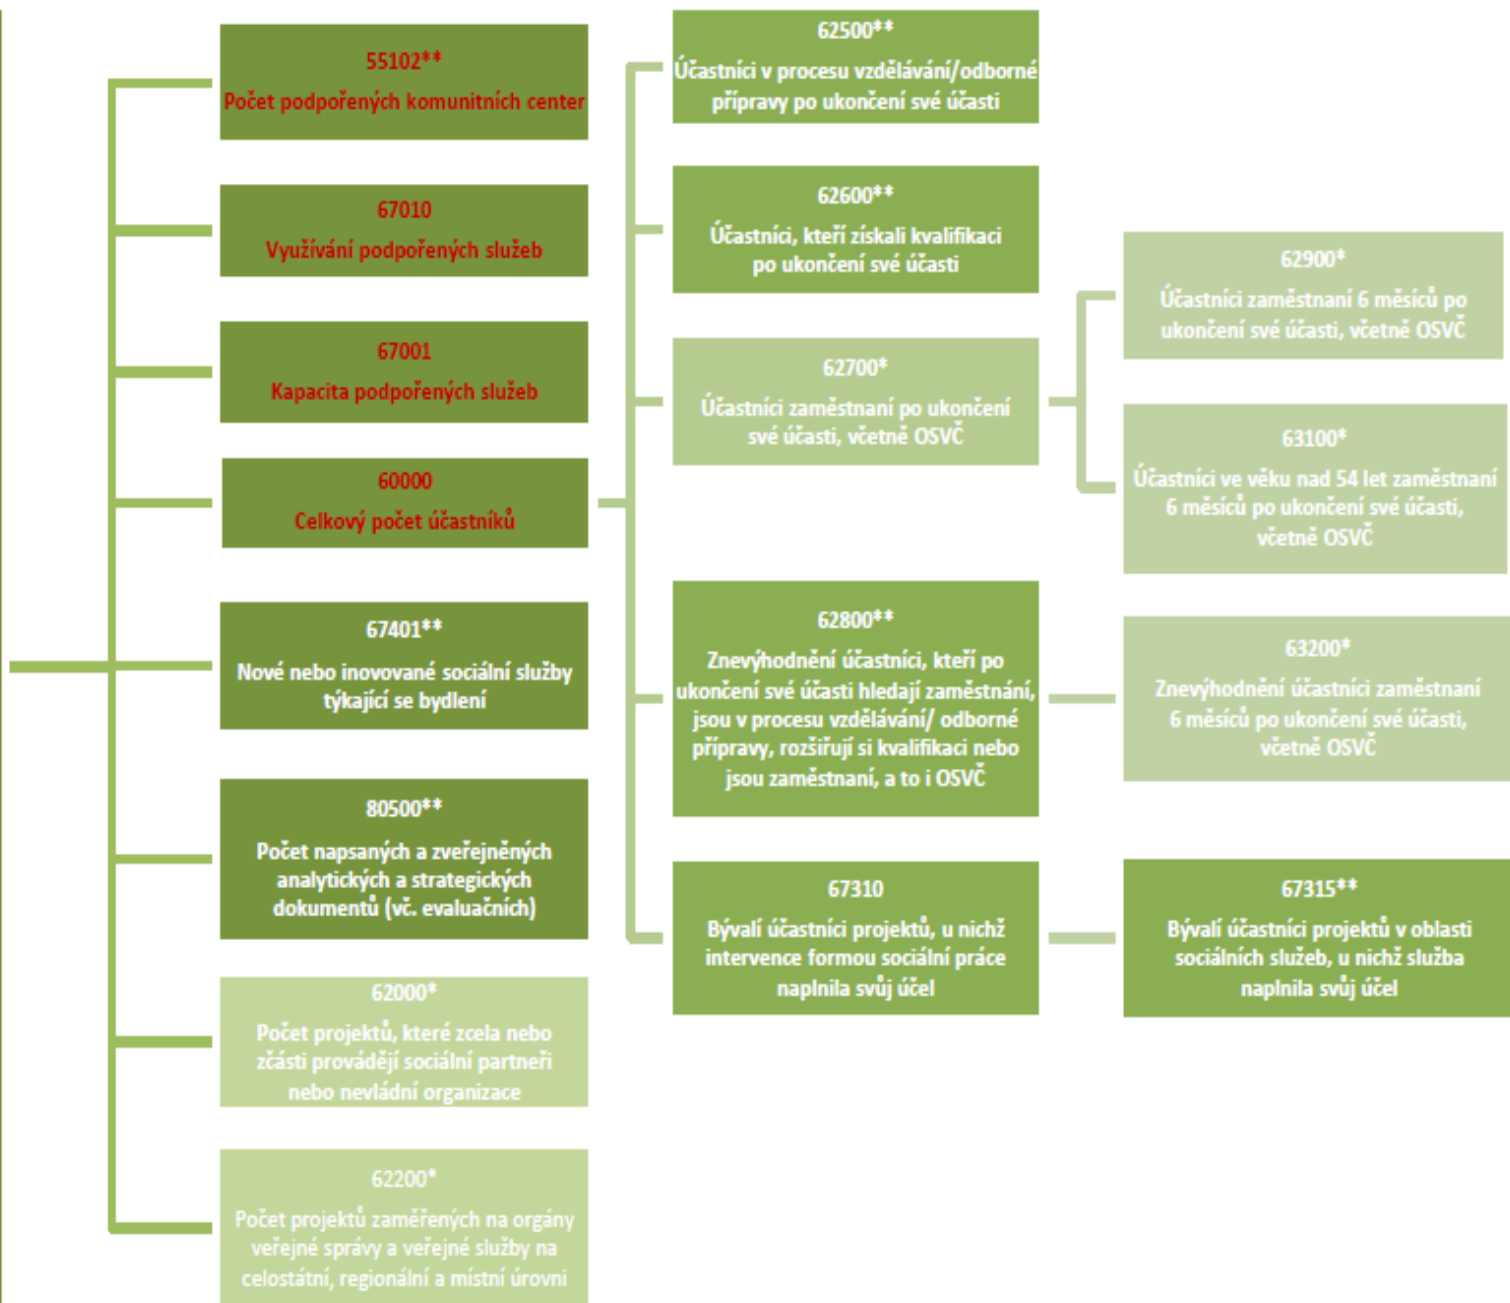 55102**
Počet podpořených komunitních center
67010
Využívání podpořených služeb
67001
Kapacita podpořených služeb
60000
Celkový počet účastníků
67401**
Nové nebo inovované sociální služby
týkající se bydlení
80500**
Počet napsaných a zveřejněných
analytických a strategických
dokumentů (vč. evaluačních)
62000*
Počet projektů, které zcela nebo
zčásti provádějí sociální partneři
nebo nevládní organizace
62200*
Počet projektů zaměřených na orgány
veřejné správy a veřejné služby na
celostátní, regionální a místní úrovni
62500**
Účastníci v procesu vzdělávání/odborné
přípravy po ukončení své účasti
62600**
Účastníci, kteří získali kvalifikaci
po ukončení své účasti
62700*
Účastníci zaměstnaní po ukončení
své účasti, včetně OSVČ
62800**
Znevýhodnění účastníci, kteří po
ukončení své účasti hledají zaměstnání,
jsou v procesu vzdělávání/ odborné
přípravy, rozšiřují si kvalifikaci nebo
jsou zaměstnaní, a to i OSVČ
67310
Bývalí účastníci projektů, u nichž
intervence formou sociální práce
naplnila svůj účel
62900*
Účastníci zaměstnaní 6 měsíců po
ukončení své účasti, včetně OSVČ
63100*
Účastníci ve věku nad 54 let zaměstnaní
6 měsíců po ukončení své účasti,
včetně OSVČ
63200*
Znevýhodnění účastníci zaměstnaní
6 měsíců po ukončení své účasti,
včetně OSVČ
67315**
Bývalí účastníci projektů v oblasti
sociálních služeb, u nichž služba
naplnila svůj účel